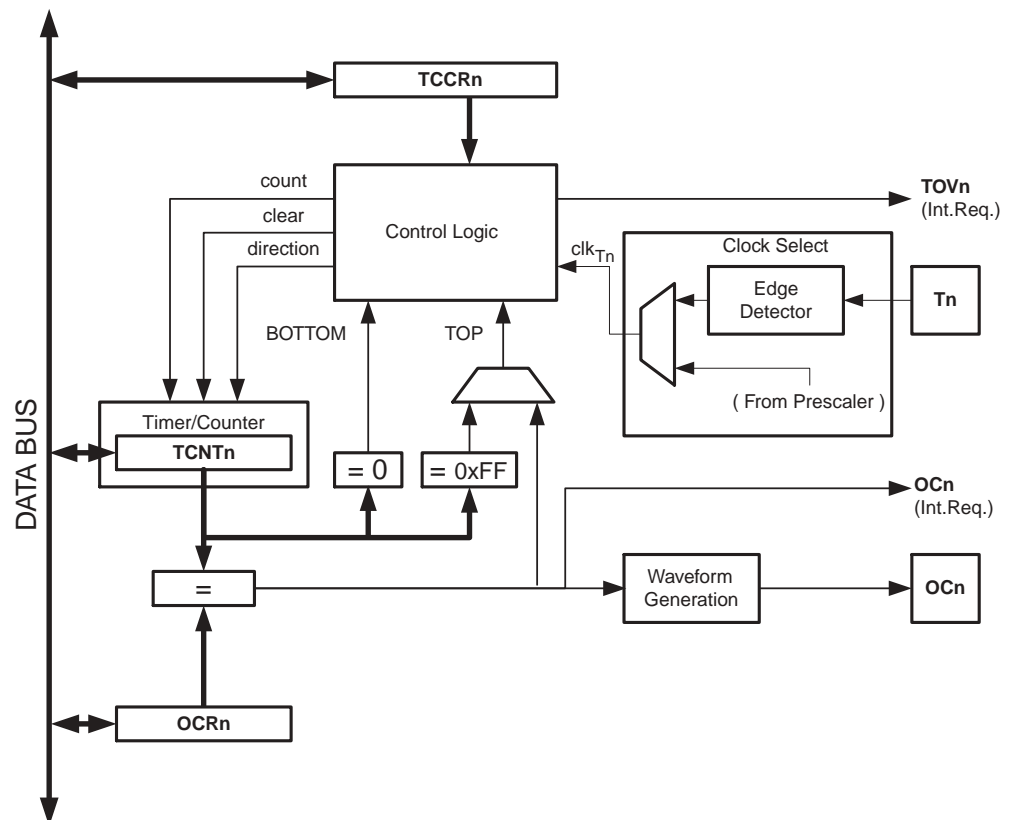 TCCRn
count
clear
direction
Control Logic
TOVn
(Int.Req.)
clkTn
Clock Select
Edge
Detector
Tn
( From Prescaler )
BOTTOM
TOP
Timer/Counter
TCNTn
= 0
= 0xFF
DATA BUS
OCn
(Int.Req.)
=
Waveform
Generation
OCn
OCRn